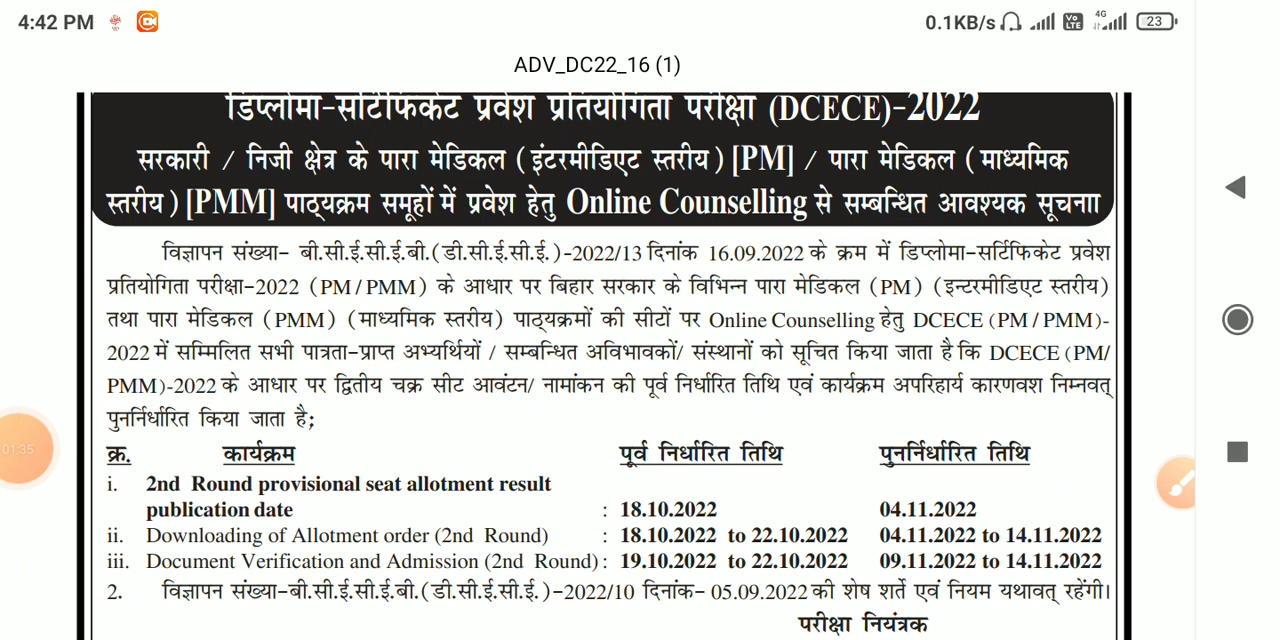 4:42 PM 0.1KB/s Vo LTE 4G 23
ADV_DC22_16 (1)
डिप्लोमा-सर्टिफिकेट प्रवेश प्रतियोगिता परीक्षा (DCECE)-2022
सरकारी / निजी क्षेत्र के पारा मेडिकल (इंटरमीडिएट स्तरीय) [PM] / पारा मेडिकल (माध्यमिक
स्तरीय) [PMM] पाठ्यक्रम समूहों में प्रवेश हेतु Online Counselling से सम्बन्धित आवश्यक सूचनाा
विज्ञापन संख्या- बी.सी.ई.सी.ई.बी.(डी.सी.ई.सी.ई.)-2022/13 दिनांक 16.09.2022 के क्रम में डिप्लोमा-सर्टिफिकेट प्रवेश
प्रतियोगिता परीक्षा-2022 (PM/PMM) के आधार पर बिहार सरकार के विभिन्न पारा मेडिकल (PM) (इन्टरमीडिएट स्तरीय)
तथा पारा मेडिकल (PMM) (माध्यमिक स्तरीय) पाठ्यक्रमों की सीटों पर Online Counselling हेतु DCECE (PM / PMM)-
2022 में सम्मिलित सभी पात्रता-प्राप्त अभ्यर्थियों / सम्बन्धित अविभावकों/ संस्थानों को सूचित किया जाता है कि DCECE (PM/
PMM)-2022 के आधार पर द्वितीय चक्र सीट आवंटन/ नामांकन की पूर्व निर्धारित तिथि एवं कार्यक्रम अपरिहार्य कारणवश निम्नवत्
पुनर्निर्धारित किया जाता है;
क्र. कार्यक्रम पूर्व निर्धारित तिथि पुनर्निर्धारित तिथि
i. 2nd Round provisional seat allotment result
publication date : 18.10.2022 04.11.2022
ii. Downloading of Allotment order (2nd Round) : 18.10.2022 to 22.10.2022 04.11.2022 to 14.11.2022
iii. Document Verification and Admission (2nd Round) : 19.10.2022 to 22.10.2022 09.11.2022 to 14.11.2022
2. विज्ञापन संख्या-बी.सी.ई.सी.ई.बी.(डी.सी.ई.सी.ई.)-2022/10 दिनांक- 05.09.2022 की शेष शर्ते एवं नियम यथावत् रहेंगी।
परीक्षा नियंत्रक
01:35